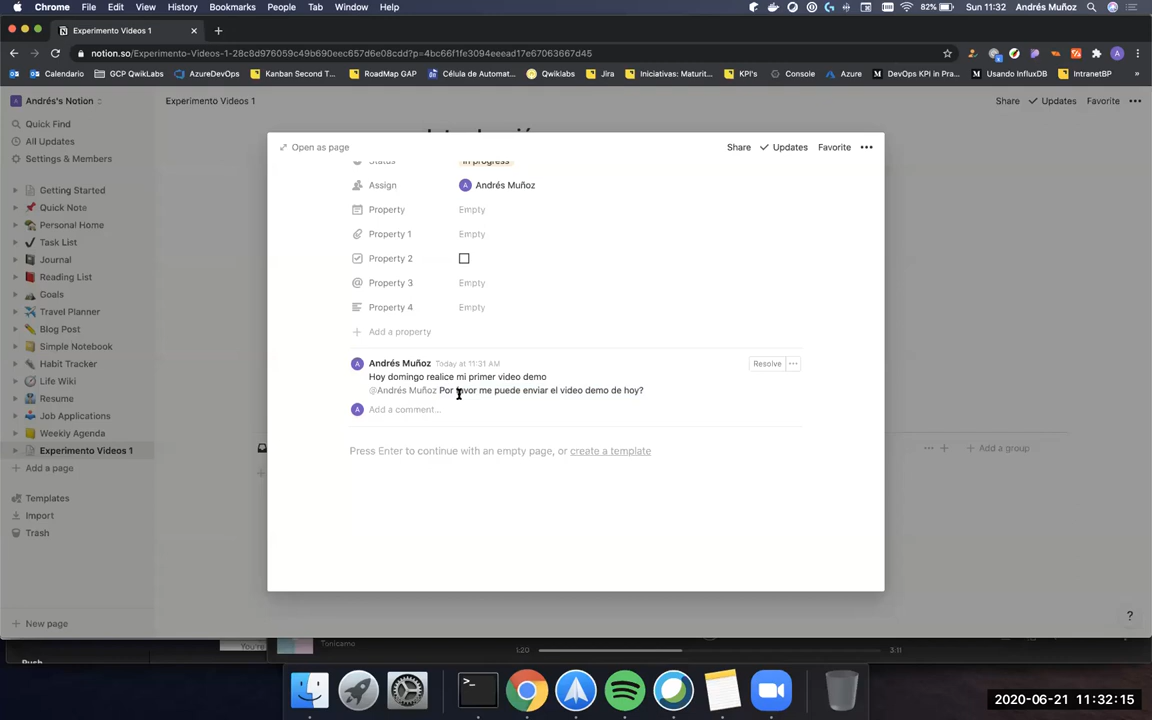 Chrome File Edit View History Bookmarks People Tab Window Help 82% Sun 11:32 Andrés Muñoz
Experimento Videos 1
notion.so/Experimento-Videos-1-28c8d976059c49b690eec657d6e08cdd?p=4bc66f1fe3094eeead17e67063667d45
Calendario GCP QwikLabs AzureDevOps Kanban Second T... RoadMap GAP Célula de Automat... Qwiklabs Jira Iniciativas: Maturit... KPI's Console Azure DevOps KPI in Pra... Usando InfluxDB IntranetBP
Andrés's Notion
Experimento Videos 1
Share Updates Favorite
Quick Find
All Updates
Settings & Members
Getting Started
Quick Note
Personal Home
Task List
Journal
Reading List
Goals
Travel Planner
Blog Post
Simple Notebook
Habit Tracker
Life Wiki
Resume
Job Applications
Weekly Agenda
Experimento Videos 1
Add a page
Templates
Import
Trash
New page
Open as page
Share Updates Favorite
Status In progress
Assign A Andrés Muñoz
Property Empty
Property 1 Empty
Property 2
Property 3 Empty
Property 4 Empty
Add a property
Andrés Muñoz Today at 11:31 AM
Resolve
Hoy domingo realice mi primer video demo
@Andrés Muñoz Por favor me puede enviar el video demo de hoy?
Add a comment...
Press Enter to continue with an empty page, or create a template
Add a group
?
Tonicamo
1:20 3:11
2020-06-21 11:32:15